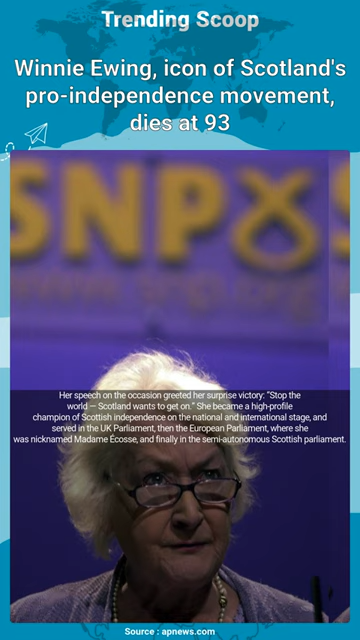 Trending Scoop
Winnie Ewing, icon of Scotland's
pro-independence movement,
dies at 93
SNP
www.snp.org
Her speech on the occasion greeted her surprise victory: "Stop the
world — Scotland wants to get on." She became a high-profile
champion of Scottish independence on the national and international stage, and
served in the UK Parliament, then the European Parliament, where she
was nicknamed Madame Écosse, and finally in the semi-autonomous Scottish parliament.
Source : apnews.com